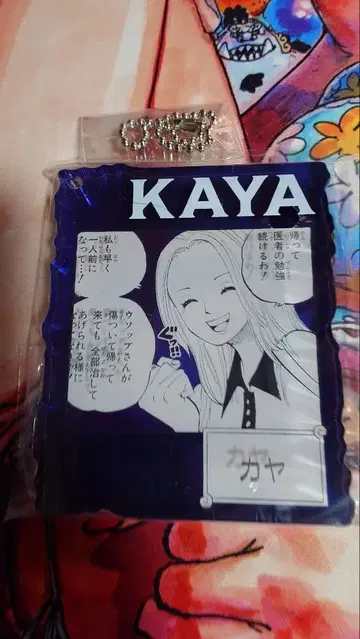 KAYA
帰って
医者の勉強
続けるわ!
私も早く
一人前に
なって…!
ウソップさんが
傷ついて帰って
来ても全部治して
あげられる様に
ぐっ!!
カヤ